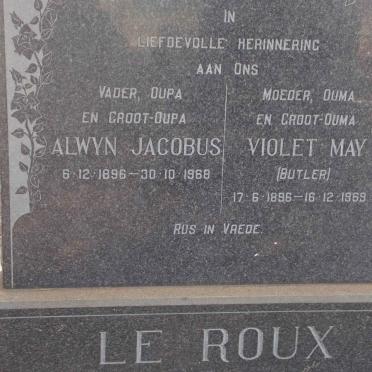 IN
LIEFDEVOLLE HERINNERING
AAN ONS
VADER, OUPA
EN GROOT-OUPA
ALWYN JACOBUS
6·12·1896—30·10·1968
MOEDER, OUMA
EN GROOT-OUMA
VIOLET MAY
(BUTLER)
17·6·1896—16·12·1969
RUS IN VREDE.
LE ROUX